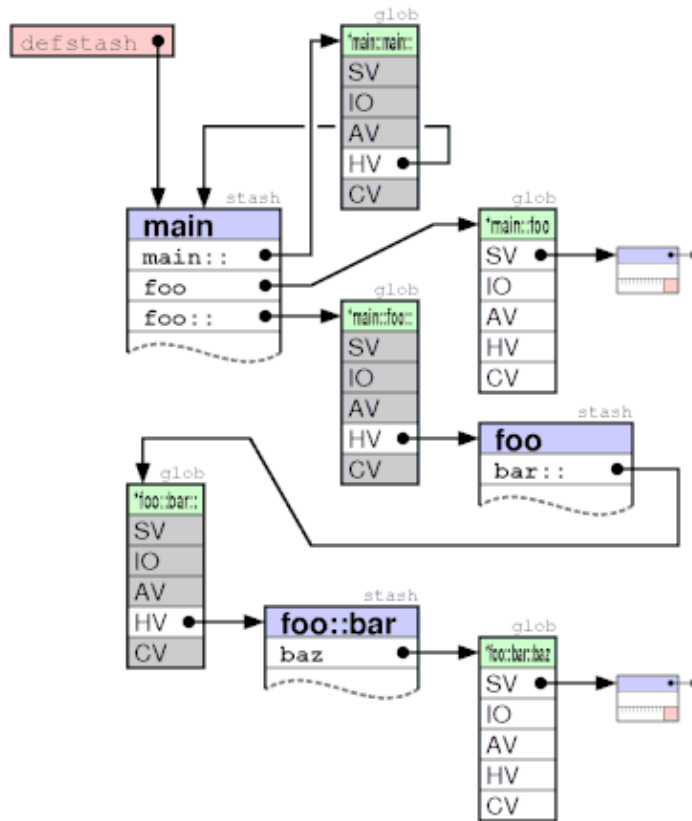 glob
defstash
*main::main::
SV
IO
AV
HV
CV
stash
main
main::
foo
foo::
glob
*main::foo
SV
IO
AV
HV
CV
glob
*main::foo::
SV
IO
AV
HV
CV
stash
foo
bar::
glob
*foo::bar::
SV
IO
AV
HV
CV
stash
foo::bar
baz
glob
*foo::bar::baz
SV
IO
AV
HV
CV